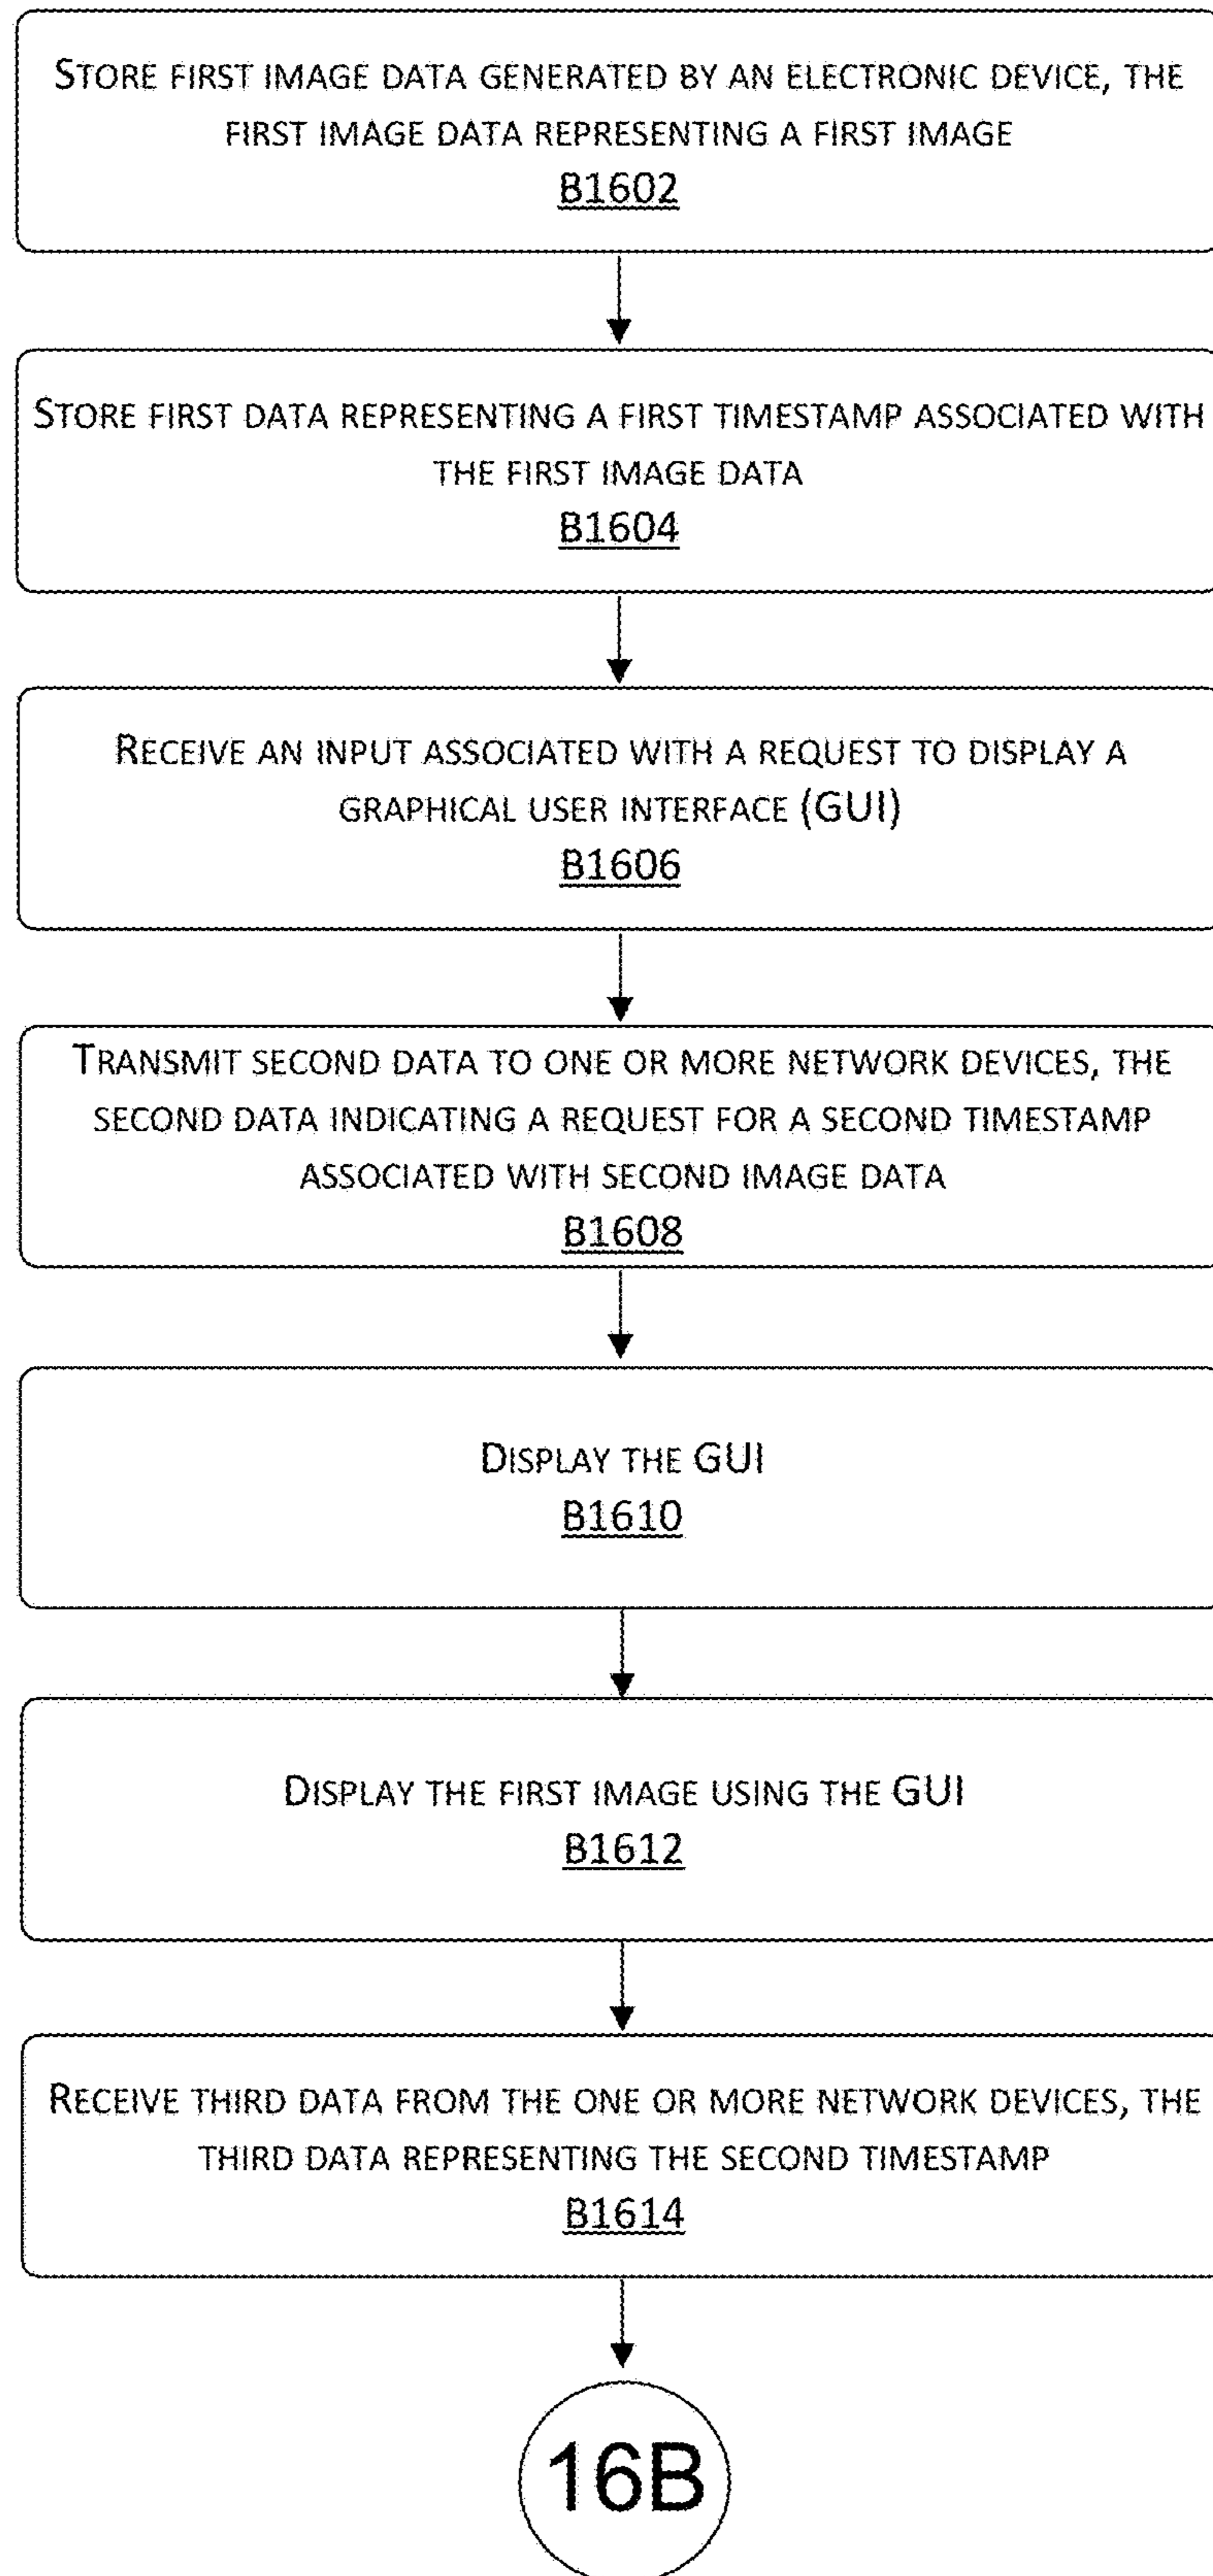 STORE FIRST IMAGE DATA GENERATED BY AN ELECTRONIC DEVICE, THE
FIRST IMAGE DATA REPRESENTING A FIRST IMAGE
B1602
STORE FIRST DATA REPRESENTING A FIRST TIMESTAMP ASSOCIATED WITH
THE FIRST IMAGE DATA
B1604
RECEIVE AN INPUT ASSOCIATED WITH A REQUEST TO DISPLAY A
GRAPHICAL USER INTERFACE (GUI)
B1606
TRANSMIT SECOND DATA TO ONE OR MORE NETWORK DEVICES, THE
SECOND DATA INDICATING A REQUEST FOR A SECOND TIMESTAMP
ASSOCIATED WITH SECOND IMAGE DATA
B1608
DISPLAY THE GUI
B1610
DISPLAY THE FIRST IMAGE USING THE GUI
B1612
RECEIVE THIRD DATA FROM THE ONE OR MORE NETWORK DEVICES, THE
THIRD DATA REPRESENTING THE SECOND TIMESTAMP
B1614
16B